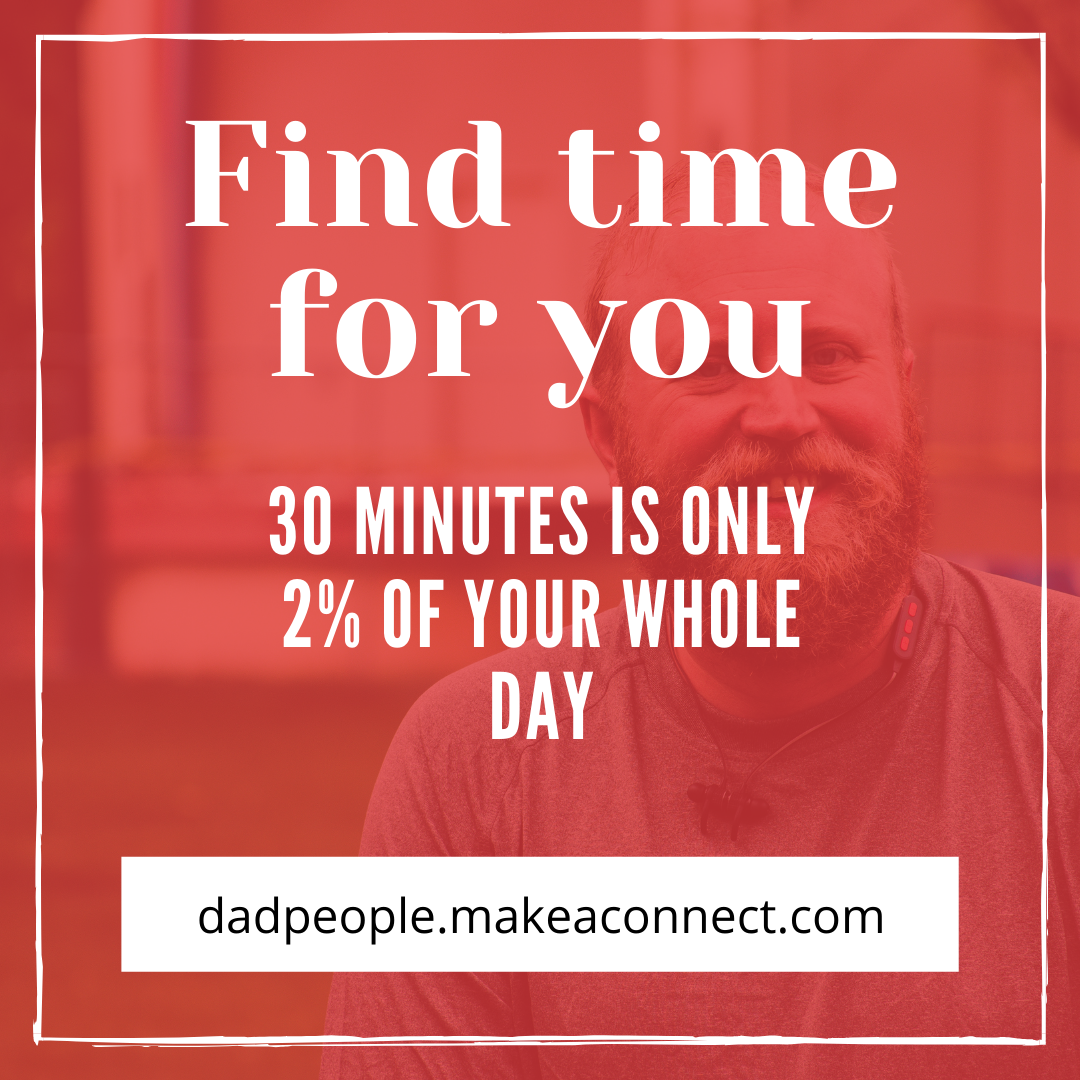 Find time
for you
30 MINUTES IS ONLY
2% OF YOUR WHOLE
DAY
dadpeople.makeaconnect.com